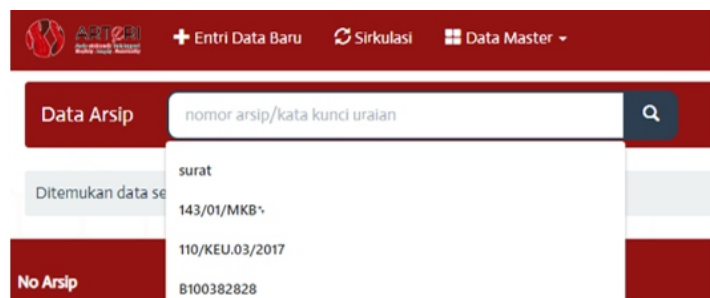 ARTERI
Entri Data Baru
Sirkulasi
Data Master
Data Arsip
nomor arsip/kata kunci uraian
surat
Ditemukan data se
143/01/MKB
110/KEU.03/2017
No Arsip
B100382828